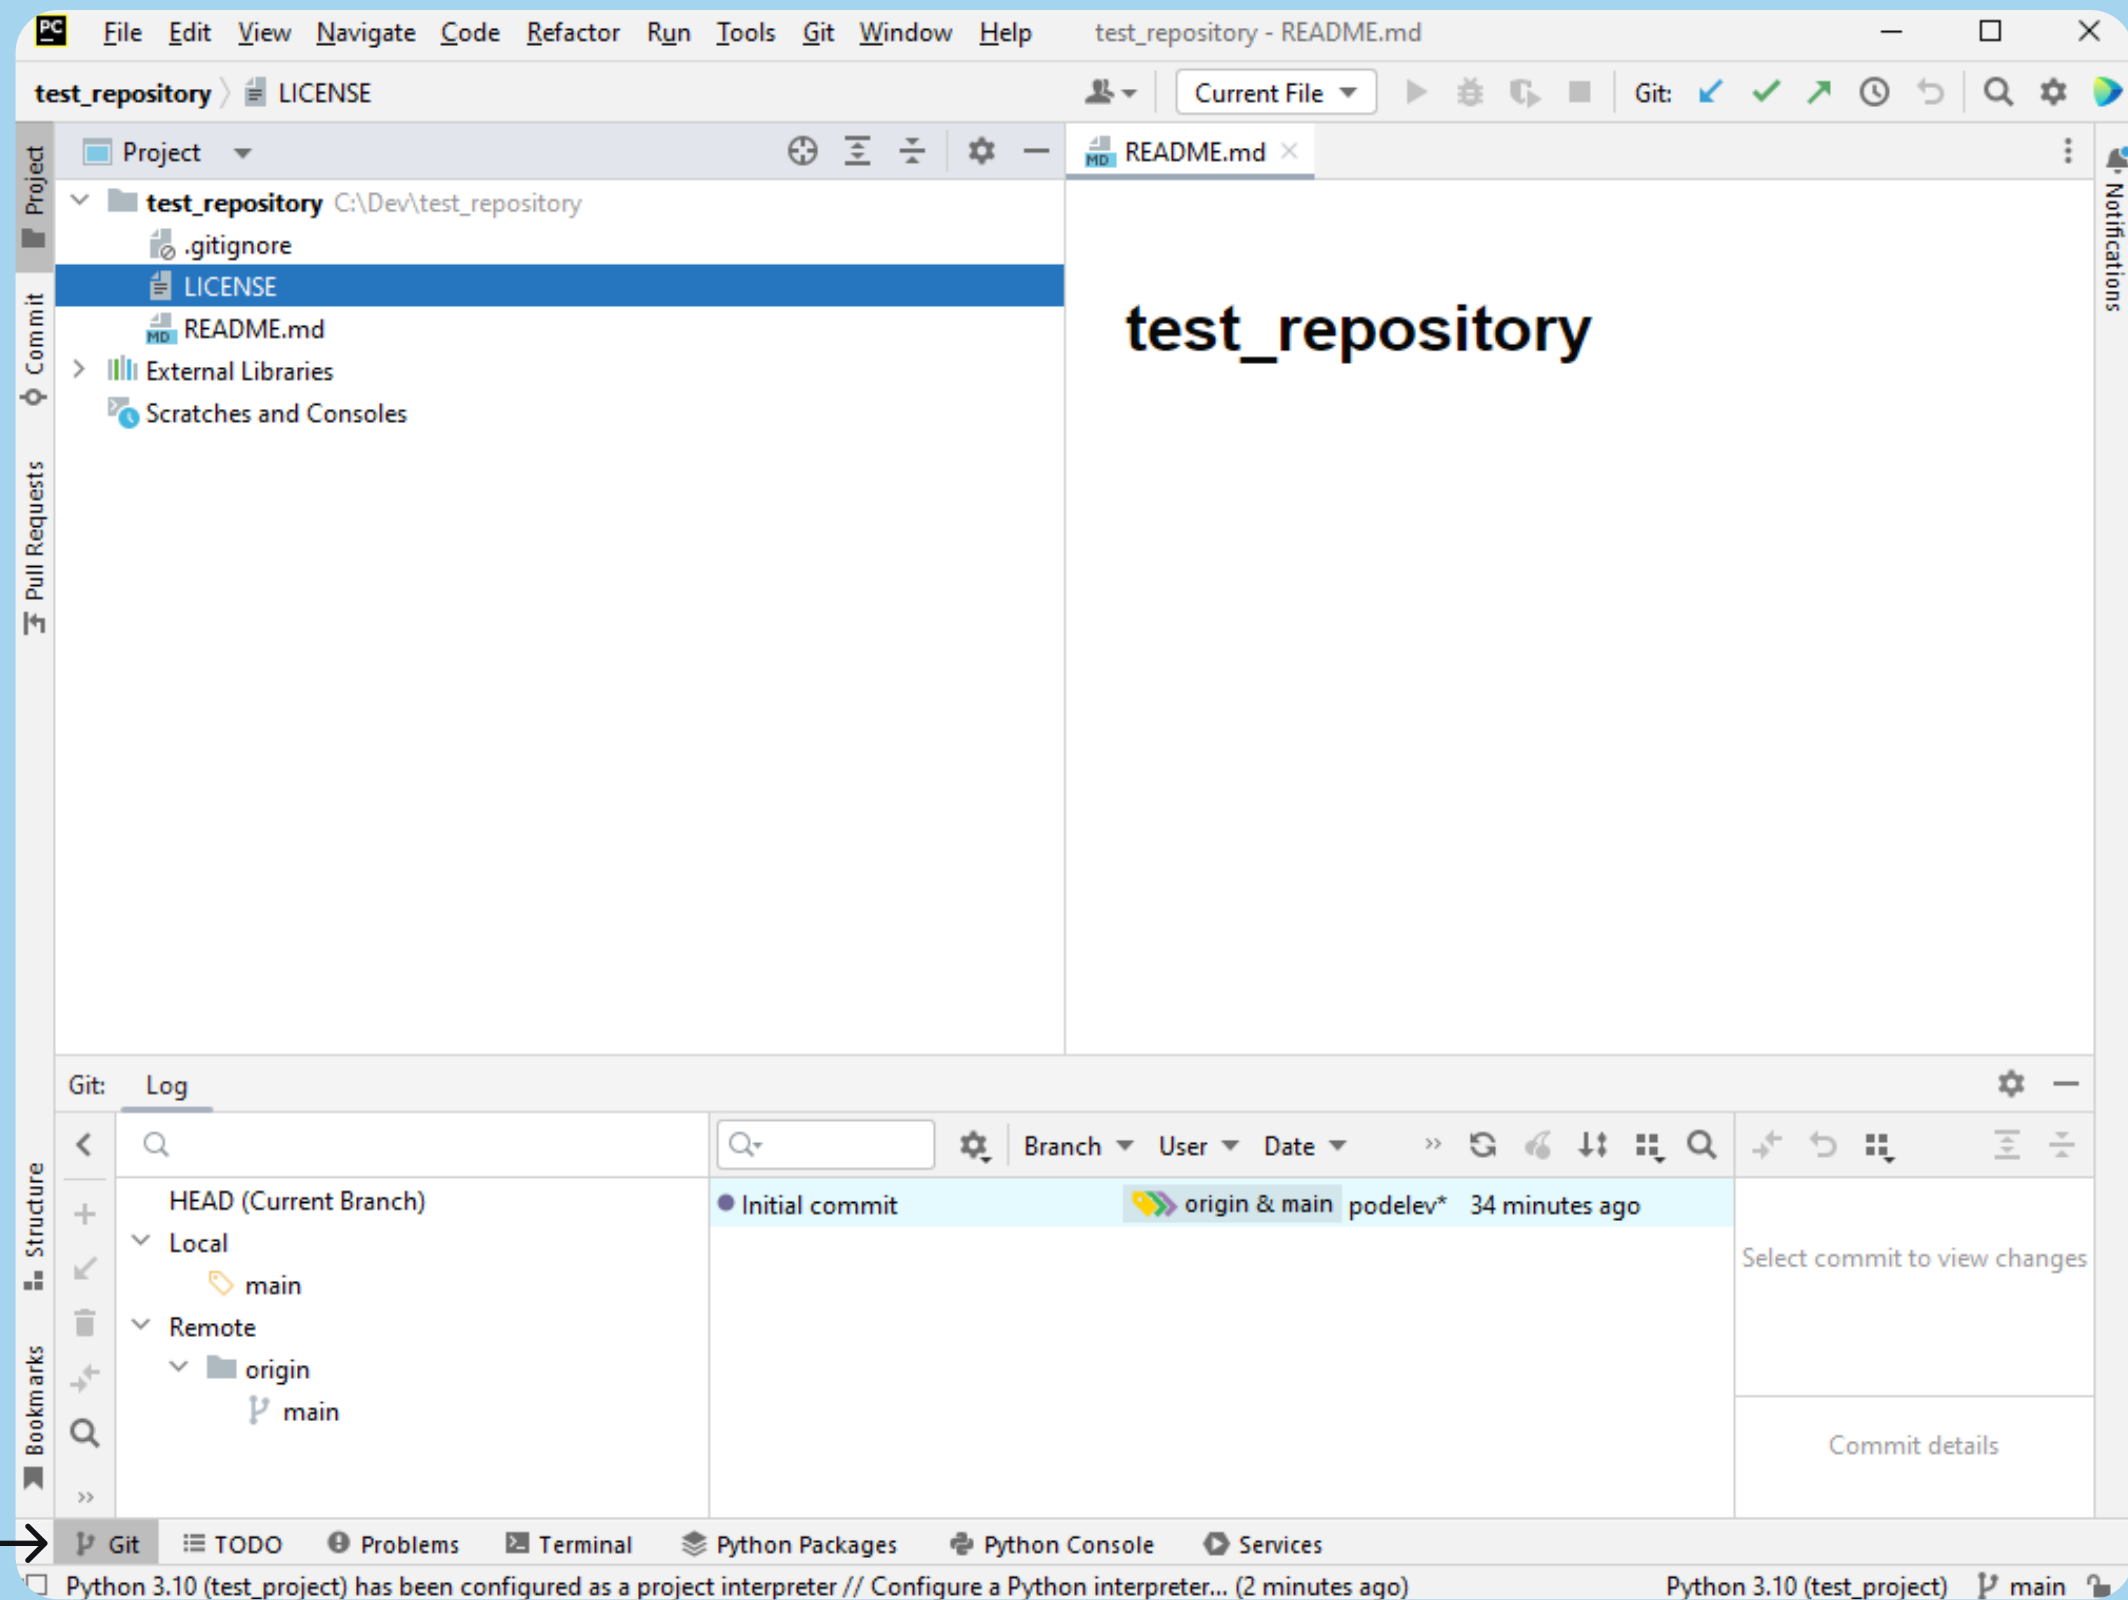 PC File Edit View Navigate Code Refactor Run Tools Git Window Help test_repository - README.md
test_repository LICENSE Current File Git:
Project
README.md
Project
Commit
Pull Requests
Structure
Bookmarks
Notifications
test_repository C:\Dev\test_repository
.gitignore
LICENSE
MD README.md
External Libraries
Scratches and Consoles
MD
test_repository
Git: Log
Branch User Date
HEAD (Current Branch)
Local
main
Remote
origin
main
Initial commit origin & main podelev* 34 minutes ago
Select commit to view changes
Commit details
Git TODO Problems Terminal Python Packages Python Console Services
Python 3.10 (test_project) has been configured as a project interpreter // Configure a Python interpreter... (2 minutes ago) Python 3.10 (test_project) main